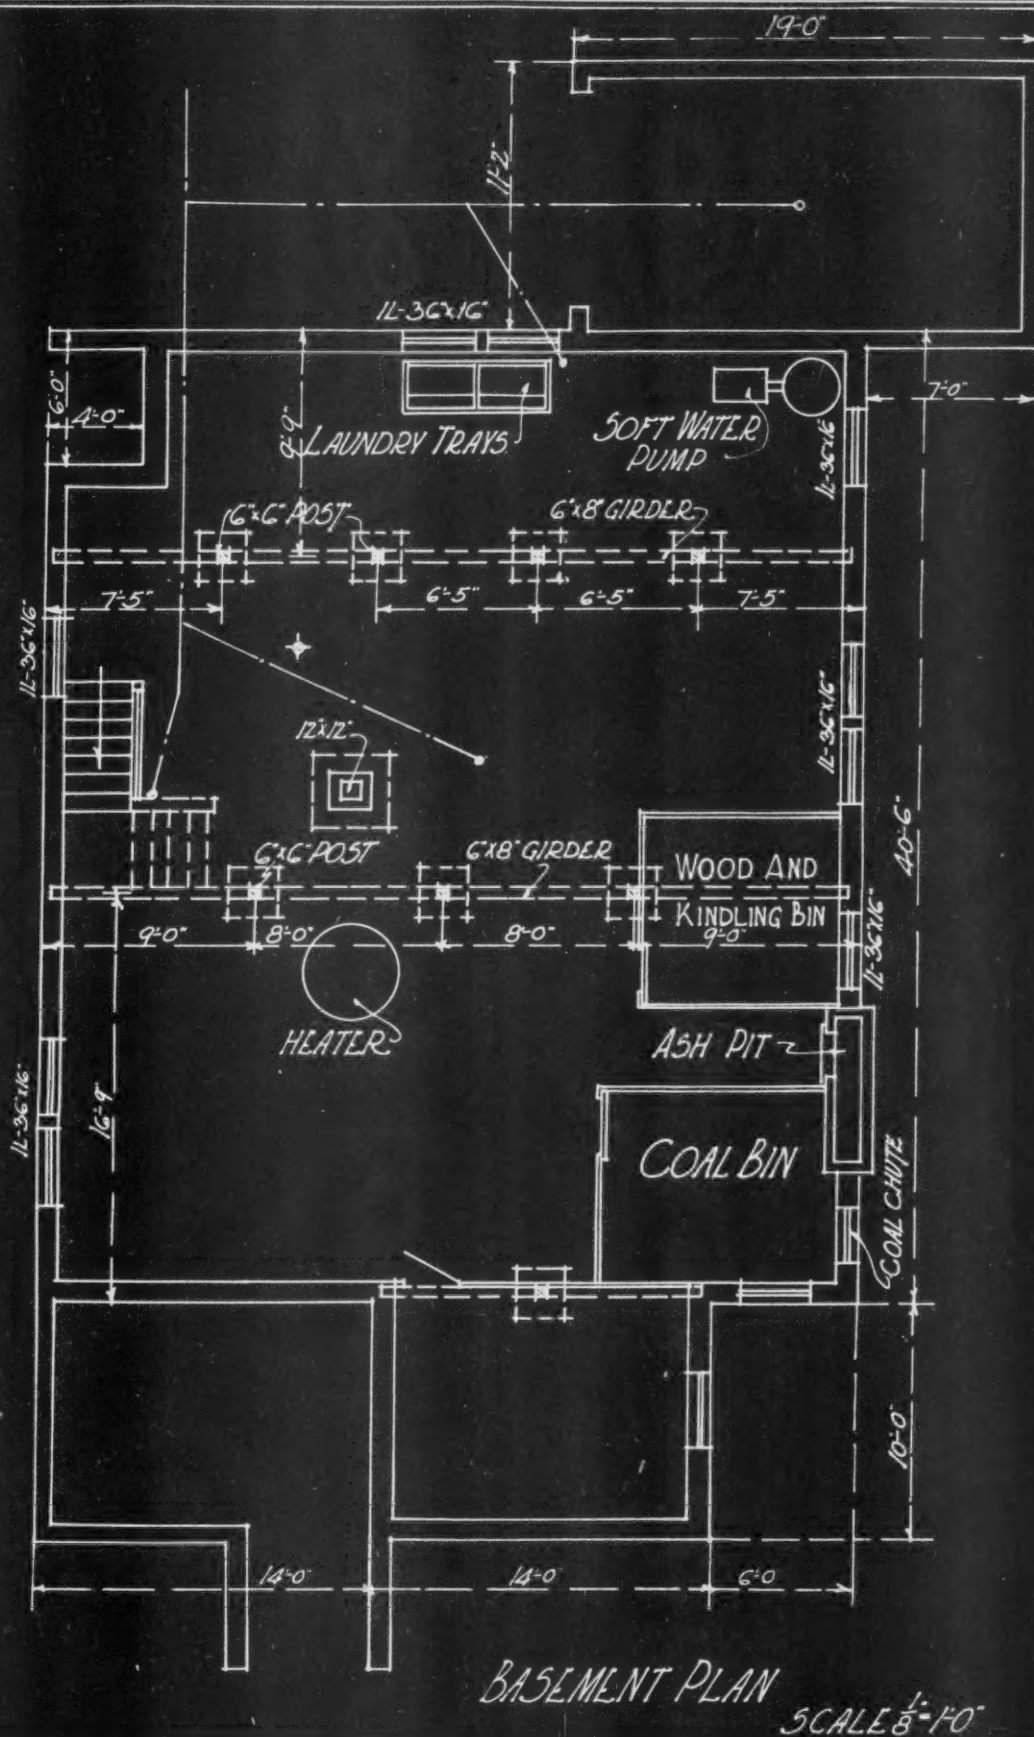 19'-0"
11'-2"
1L-36"x16"
6'-0"
4'-0"
9'-9"
7'-0"
LAUNDRY TRAYS
SOFT WATER
PUMP
1L-36"x16"
6"x6" POST
6"x8" GIRDER
7'-5"
6'-5"
6'-5"
7'-5"
1L-36"x16"
1L-36"x16"
12"x12"
40'-6"
6"x6" POST
6"x8" GIRDER
WOOD AND
KINDLING BIN
9'-0"
8'-0"
8'-0"
9'-0"
1L-36"x16"
HEATER
ASH PIT
1L-36"x16"
16'-9"
COAL BIN
COAL CHUTE
10'-0"
14'-0"
14'-0"
6'-0
BASEMENT PLAN
SCALE 1/8"=1'-0"